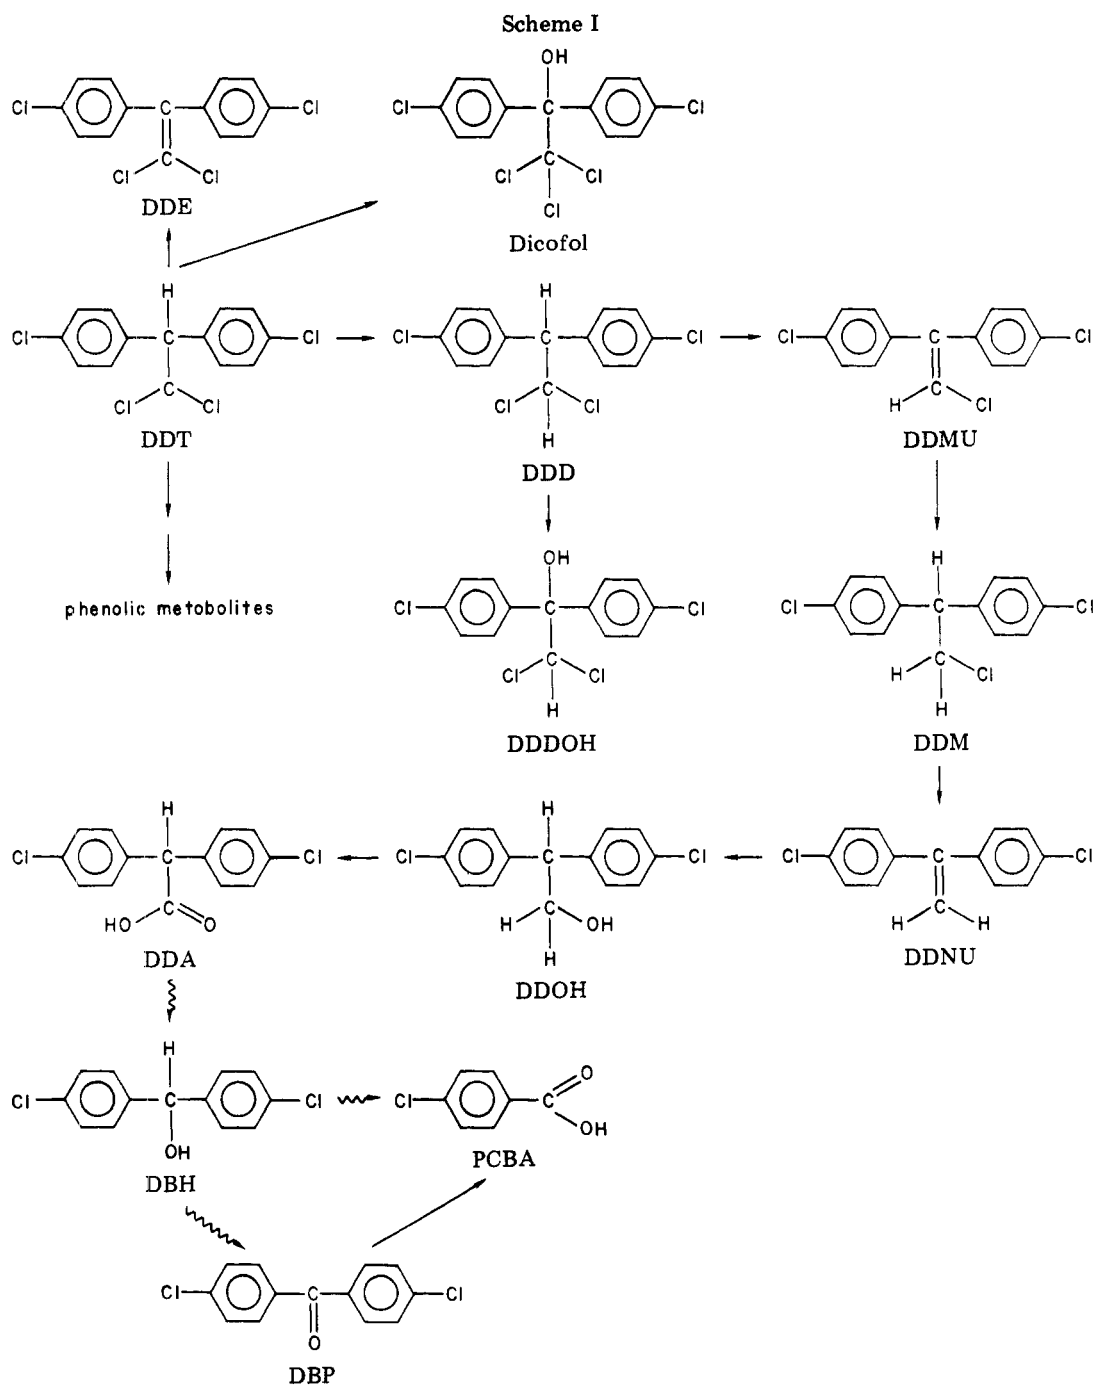 Scheme I
OH
Cl C Cl
Cl C Cl
C
Cl Cl
DDE
C
Cl Cl
Cl
Dicofol
H
Cl C Cl
C
Cl Cl
DDT
H
Cl C Cl
C
Cl Cl
H
DDD
Cl C Cl
C
H Cl
DDMU
phenolic metobolites
OH
Cl C Cl
C
Cl Cl
H
DDDOH
H
Cl C Cl
C
H Cl
H
DDM
H
Cl C Cl
C
HO O
DDA
H
Cl C Cl
C
H OH
H
DDOH
Cl C Cl
C
H H
DDNU
H
Cl C Cl
OH
DBH
O
Cl C
OH
PCBA
Cl C Cl
O
DBP